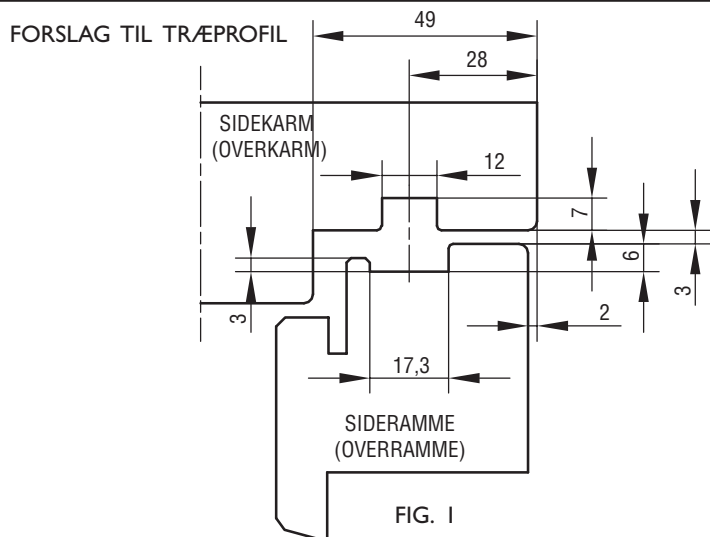 FORSLAG TIL TRÆPROFIL
49
28
SIDEKARM
(OVERKARM)
12
7
6
3
3
2
17,3
SIDERAMME
(OVERRAMME)
FIG. 1